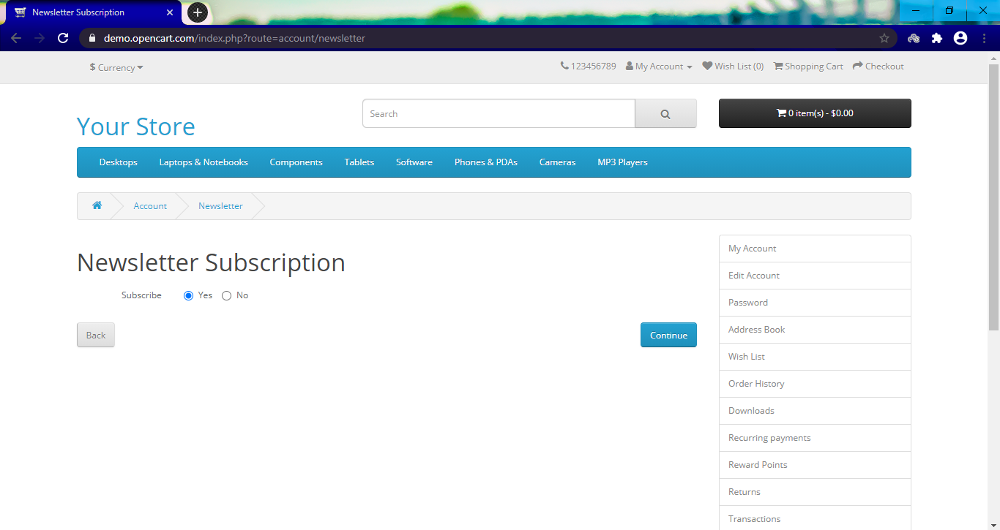 Newsletter Subscription
demo.opencart.com/index.php?route=account/newsletter
$ Currency
123456789 My Account Wish List (0) Shopping Cart Checkout
Your Store
Search
0 item(s) - $0.00
Desktops Laptops & Notebooks Components Tablets Software Phones & PDAs Cameras MP3 Players
Account Newsletter
Newsletter Subscription
Subscribe Yes No
Back Continue
My Account
Edit Account
Password
Address Book
Wish List
Order History
Downloads
Recurring payments
Reward Points
Returns
Transactions